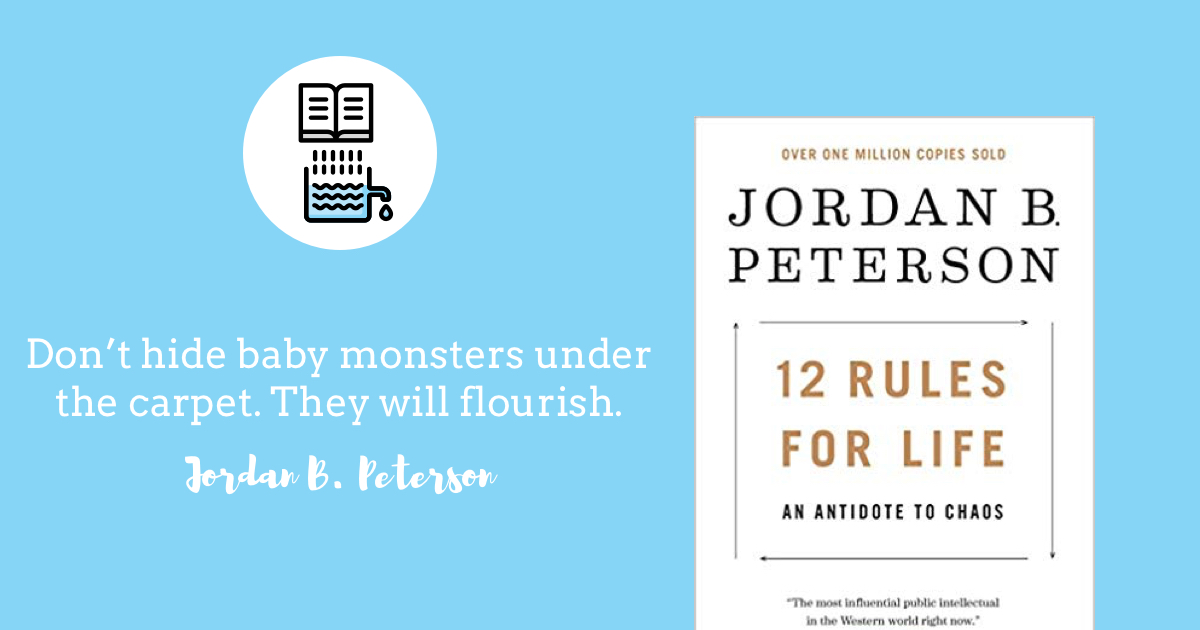 Don’t hide baby monsters under
the carpet. They will flourish.
Jordan B. Peterson
OVER ONE MILLION COPIES SOLD
JORDAN B.
PETERSON
12 RULES
FOR LIFE
AN ANTIDOTE TO CHAOS
“The most influential public intellectual
in the Western world right now.”